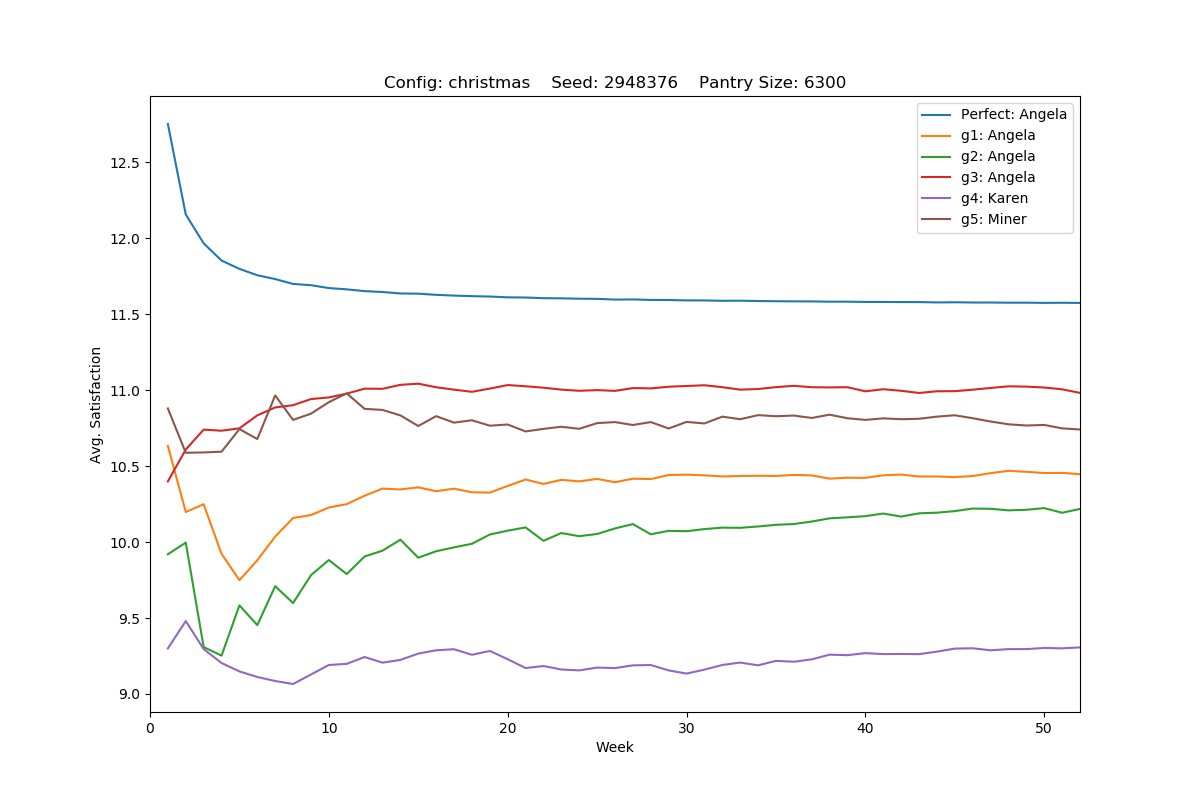 Config: christmas    Seed: 2948376    Pantry Size: 6300
Perfect: Angela
g1: Angela
g2: Angela
g3: Angela
g4: Karen
g5: Miner
Avg. Satisfaction
12.5
12.0
11.5
11.0
10.5
10.0
9.5
9.0
0 10 20 30 40 50
Week